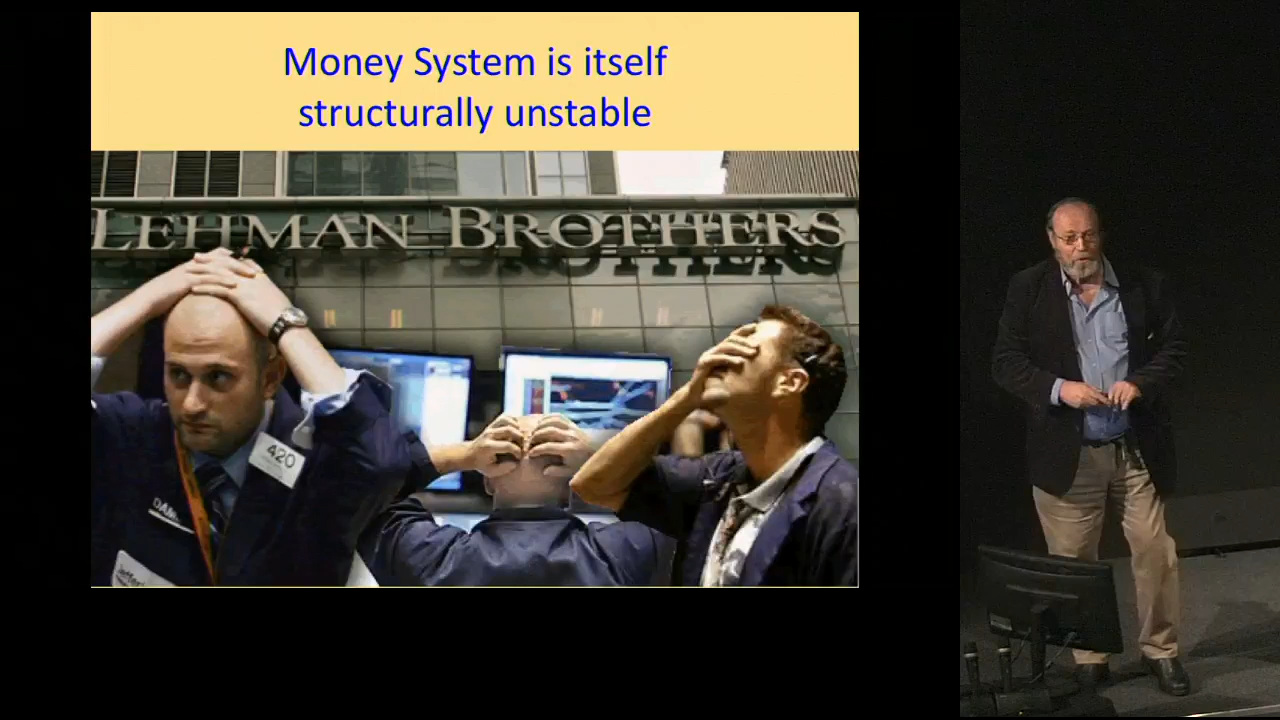 Money System is itself
structurally unstable
LEHMAN BROTHERS
420